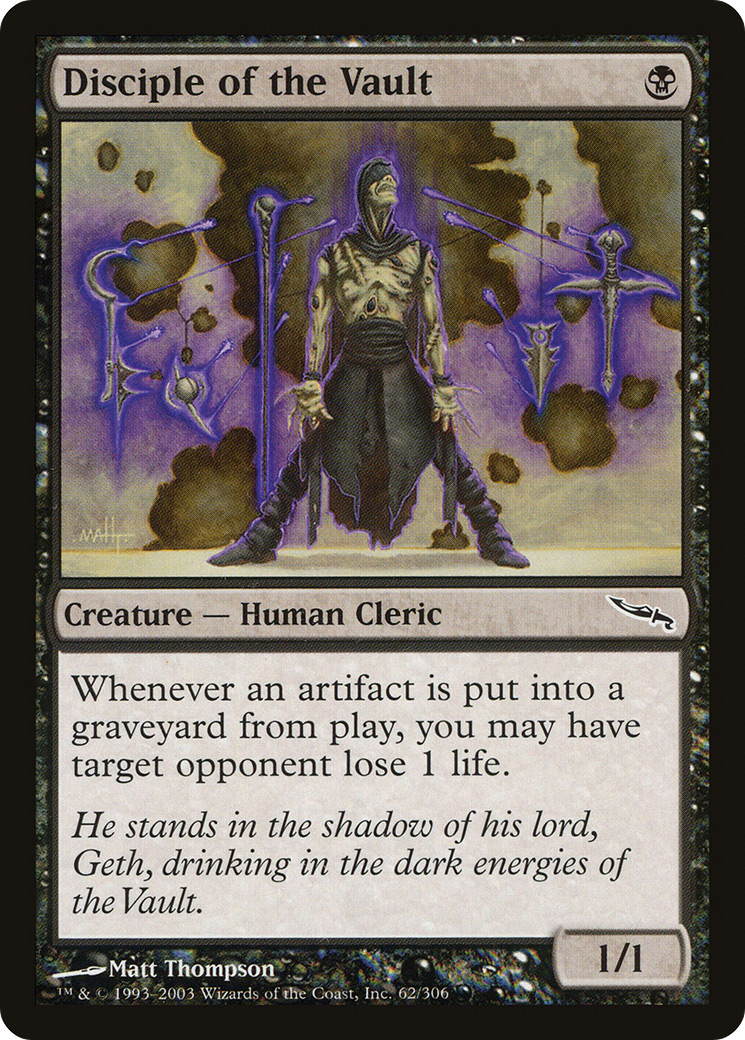 Disciple of the Vault
MAtt.
Creature — Human Cleric
Whenever an artifact is put into a
graveyard from play, you may have
target opponent lose 1 life.
He stands in the shadow of his lord,
Geth, drinking in the dark energies of
the Vault.
1/1
Matt Thompson
™ & © 1993–2003 Wizards of the Coast, Inc. 62/306